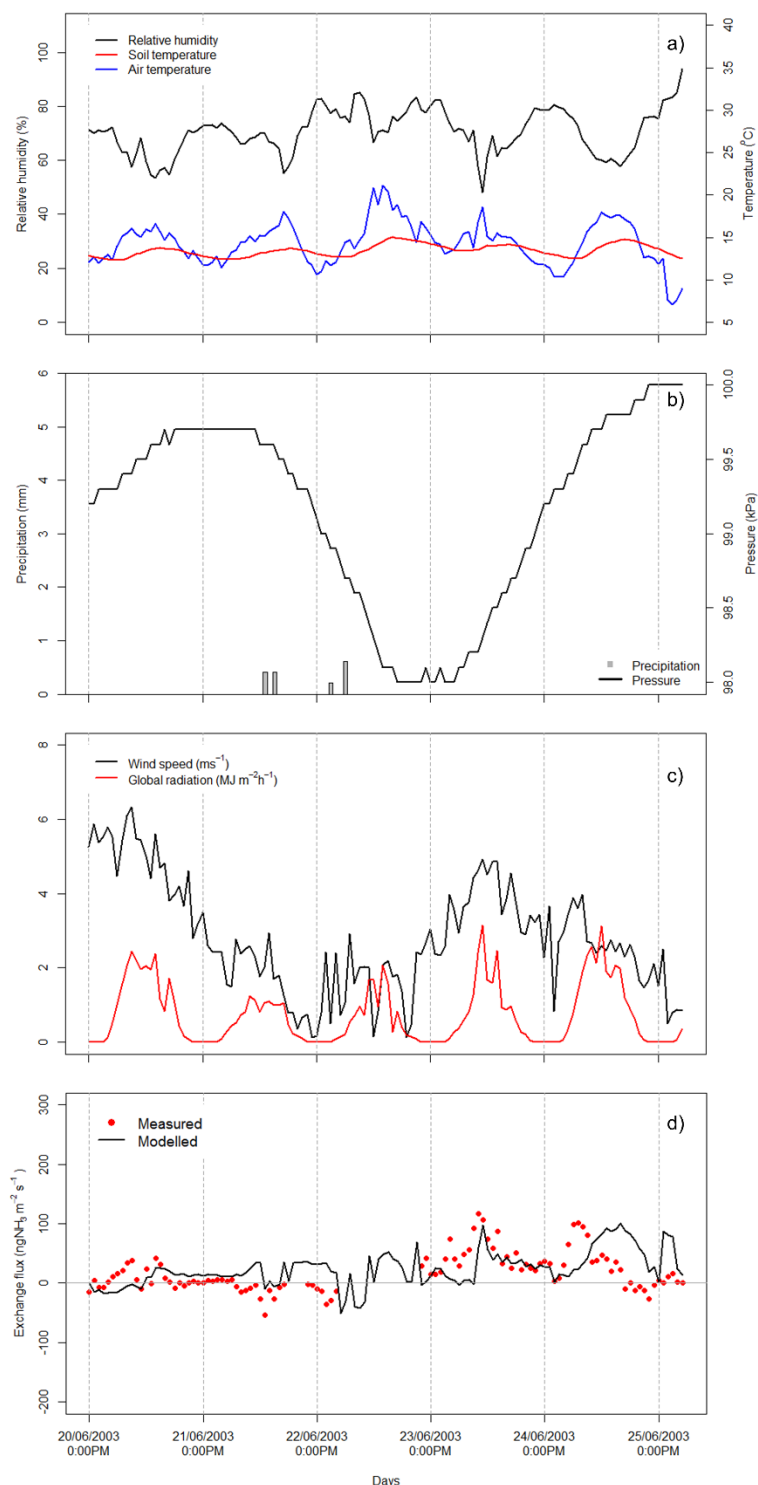 a)
Relative humidity
Soil temperature
Air temperature
Relative humidity (%)
0
20
40
60
80
100
Temperature (°C)
5
10
15
20
25
30
35
40
b)
Precipitation (mm)
0
1
2
3
4
5
6
Pressure (kPa)
98.0
98.5
99.0
99.5
100.0
Precipitation
Pressure
c)
Wind speed (ms⁻¹)
Global radiation (MJ m⁻²h⁻¹)
0
2
4
6
8
d)
Measured
Modelled
Exchange flux (ngNH₃ m⁻² s⁻¹)
-200
-100
0
100
200
300
20/06/2003
0:00PM
21/06/2003
0:00PM
22/06/2003
0:00PM
23/06/2003
0:00PM
24/06/2003
0:00PM
25/06/2003
0:00PM
Days